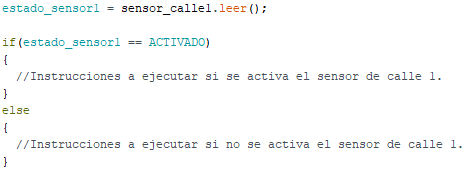 estado_sensor1 = sensor_calle1.leer();
if(estado_sensor1 == ACTIVADO)
{
//Instrucciones a ejecutar si se activa el sensor de calle 1.
}
else
{
//Instrucciones a ejecutar si no se activa el sensor de calle 1.
}